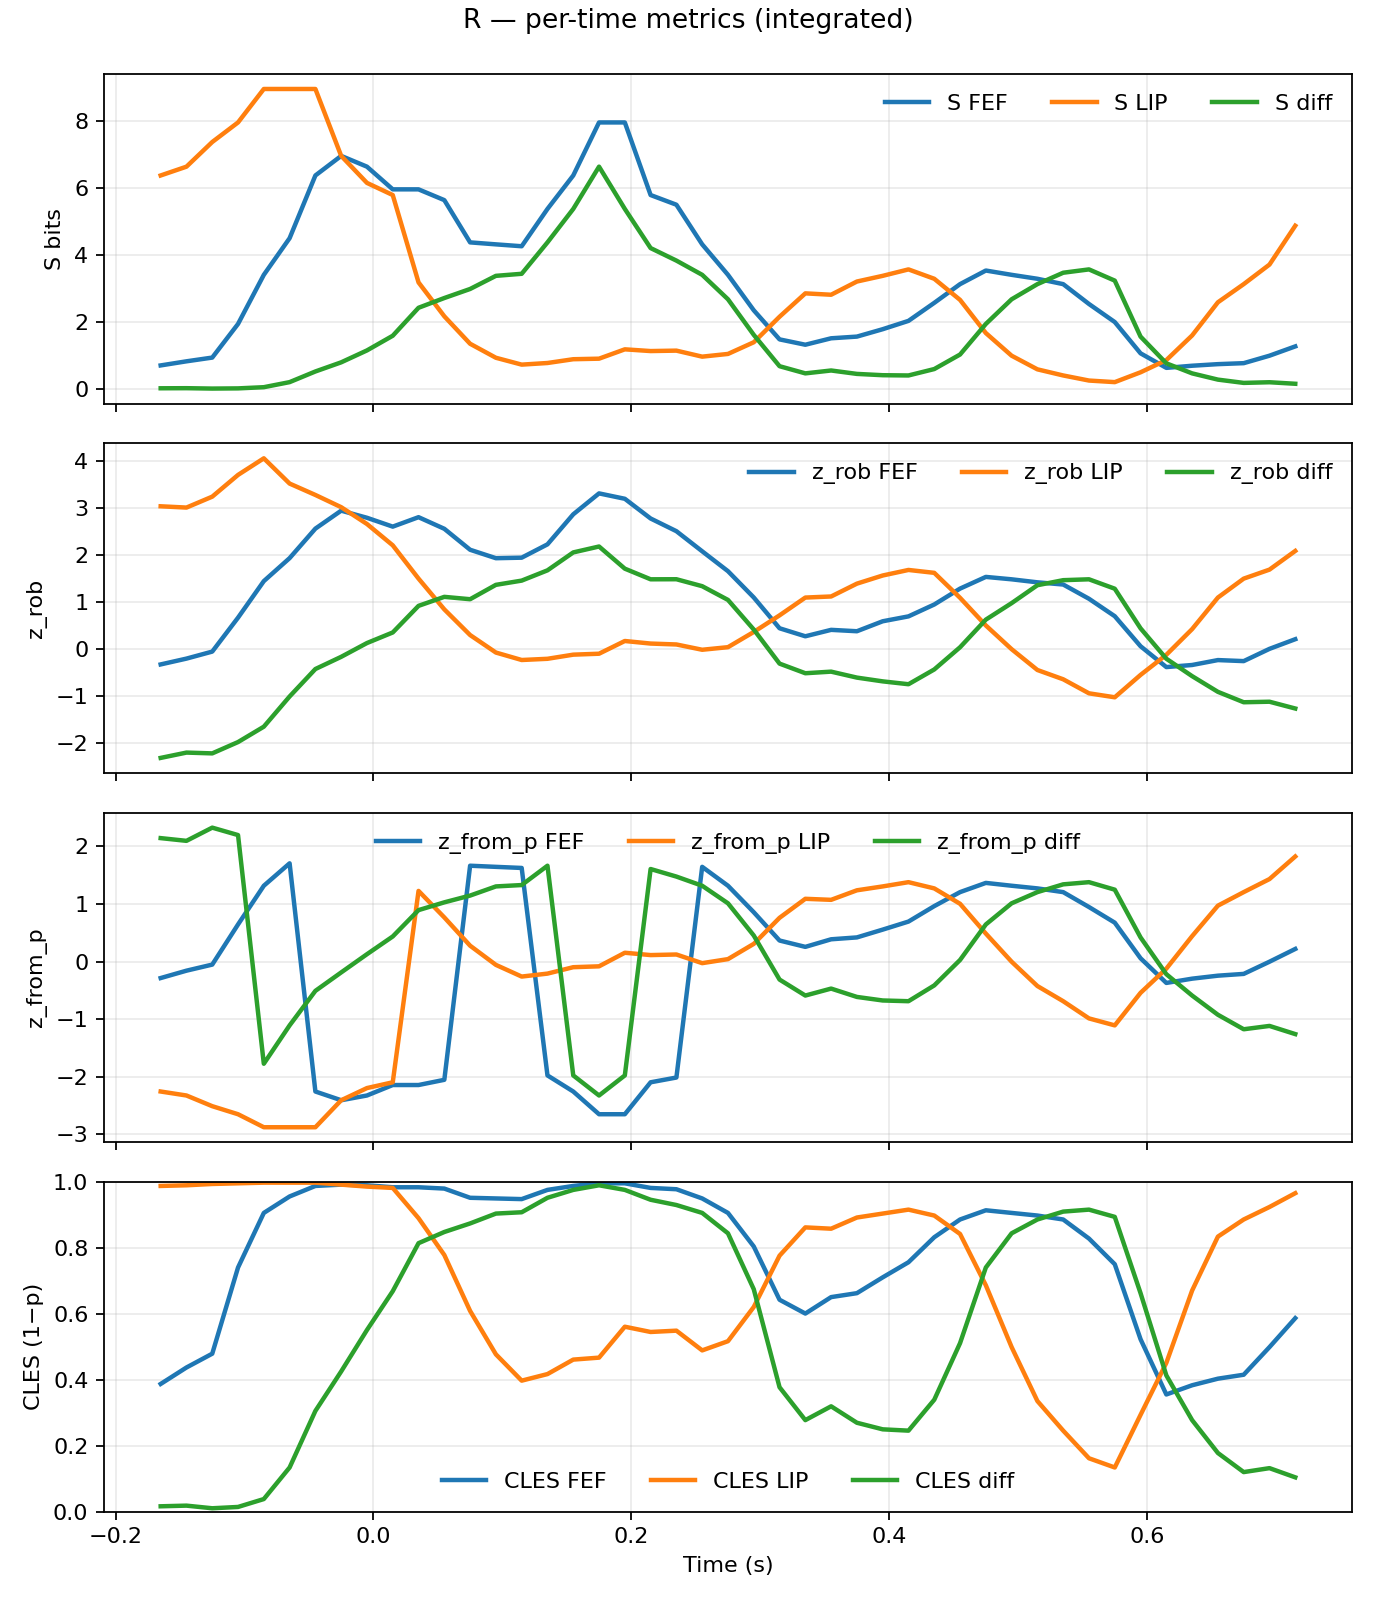 R — per-time metrics (integrated)
S FEF S LIP S diff
8
6
4
2
0
S bits
z_rob FEF z_rob LIP z_rob diff
4
3
2
1
0
−1
−2
z_rob
z_from_p FEF z_from_p LIP z_from_p diff
2
1
0
−1
−2
−3
z_from_p
1.0
0.8
0.6
0.4
0.2
0.0
CLES (1−p)
CLES FEF CLES LIP CLES diff
−0.2 0.0 0.2 0.4 0.6
Time (s)